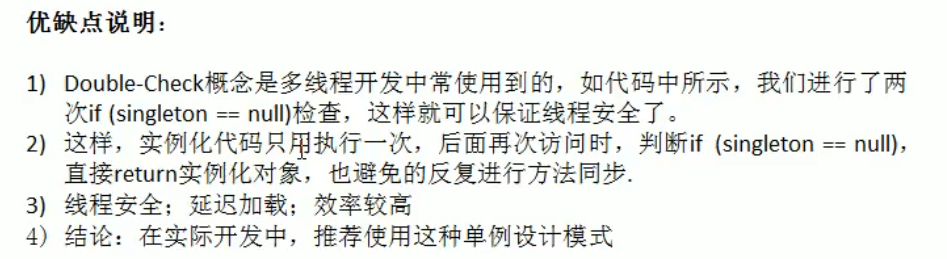 优缺点说明：
1) Double-Check概念是多线程开发中常使用到的，如代码中所示，我们进行了两
次if (singleton == null)检查，这样就可以保证线程安全了。
2) 这样，实例化代码只用执行一次，后面再次访问时，判断if (singleton == null)，
直接return实例化对象，也避免的反复进行方法同步.
3) 线程安全；延迟加载；效率较高
4) 结论：在实际开发中，推荐使用这种单例设计模式